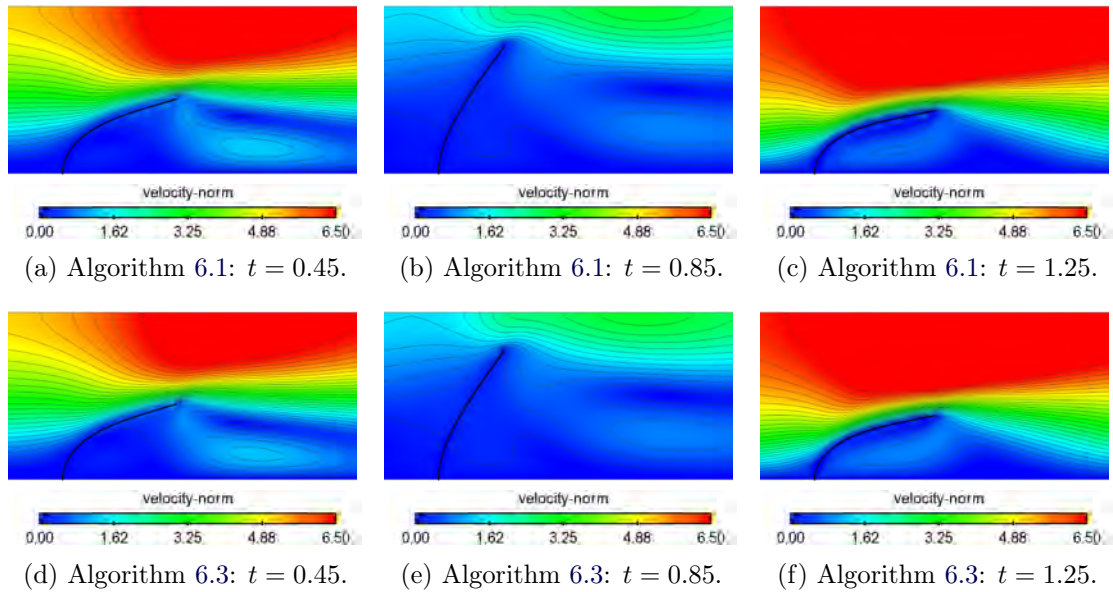 velocity-norm velocity-norm velocity-norm
0.00 1.62 3.25 4.88 6.50 0.00 1.62 3.25 4.88 6.50 0.00 1.62 3.25 4.88 6.50
(a) Algorithm 6.1: t = 0.45. (b) Algorithm 6.1: t = 0.85. (c) Algorithm 6.1: t = 1.25.
velocity-norm velocity-norm velocity-norm
0.00 1.62 3.25 4.88 6.50 0.00 1.62 3.25 4.88 6.50 0.00 1.62 3.25 4.88 6.50
(d) Algorithm 6.3: t = 0.45. (e) Algorithm 6.3: t = 0.85. (f) Algorithm 6.3: t = 1.25.